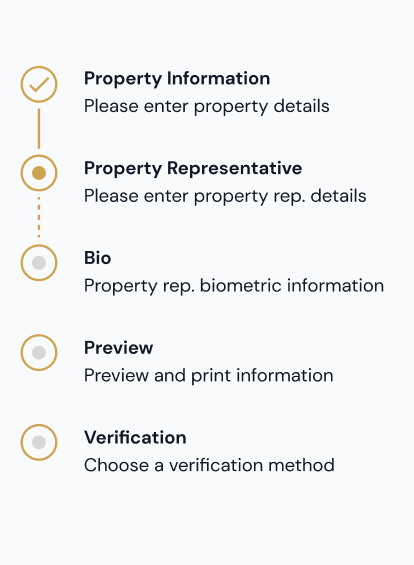 Property Information
Please enter property details
Property Representative
Please enter property rep. details
Bio
Property rep. biometric information
Preview
Preview and print information
Verification
Choose a verification method